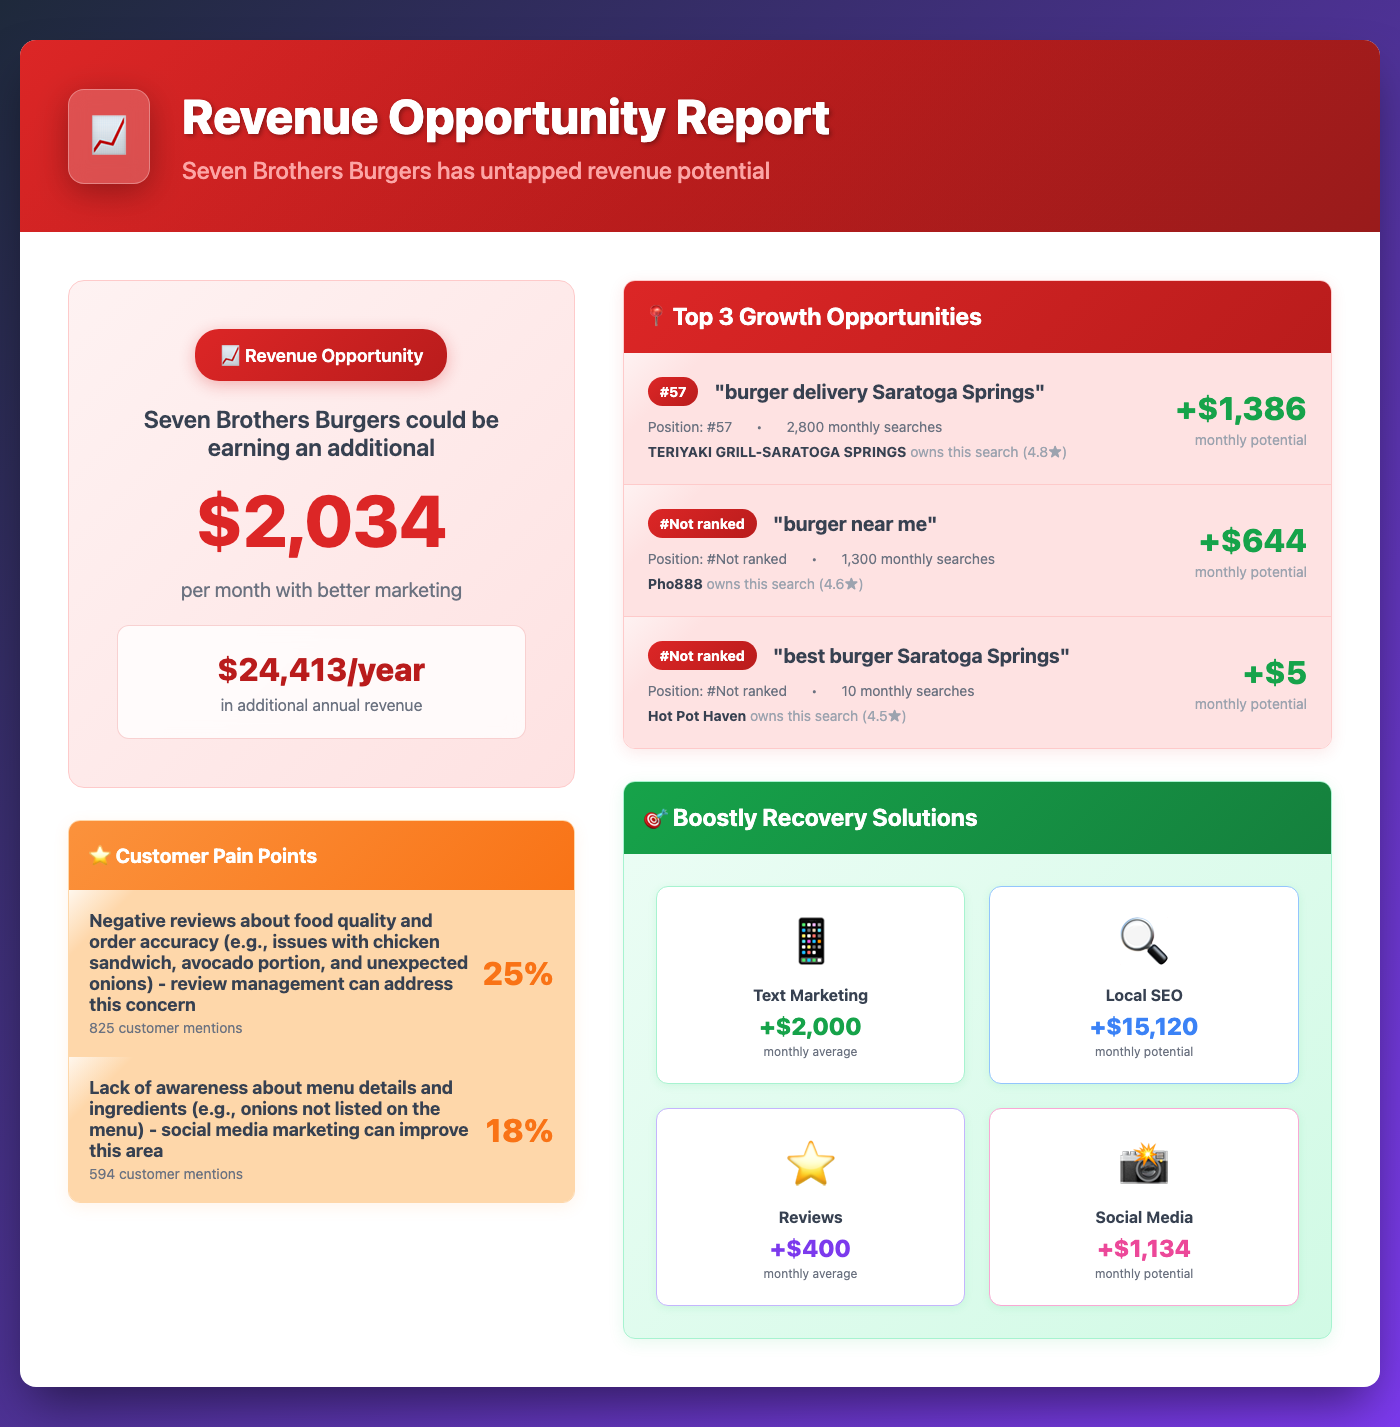 Revenue Opportunity Report
Seven Brothers Burgers has untapped revenue potential
Revenue Opportunity
Seven Brothers Burgers could be
earning an additional
$2,034
per month with better marketing
$24,413/year
in additional annual revenue
Customer Pain Points
Negative reviews about food quality and
order accuracy (e.g., issues with chicken
sandwich, avocado portion, and unexpected
onions) - review management can address
this concern
825 customer mentions
25%
Lack of awareness about menu details and
ingredients (e.g., onions not listed on the
menu) - social media marketing can improve
this area
594 customer mentions
18%
Top 3 Growth Opportunities
#57 "burger delivery Saratoga Springs"
Position: #57 • 2,800 monthly searches
TERIYAKI GRILL-SARATOGA SPRINGS owns this search (4.8★)
+$1,386
monthly potential
#Not ranked "burger near me"
Position: #Not ranked • 1,300 monthly searches
Pho888 owns this search (4.6★)
+$644
monthly potential
#Not ranked "best burger Saratoga Springs"
Position: #Not ranked • 10 monthly searches
Hot Pot Haven owns this search (4.5★)
+$5
monthly potential
Boostly Recovery Solutions
Text Marketing
+$2,000
monthly average
Local SEO
+$15,120
monthly potential
Reviews
+$400
monthly average
Social Media
+$1,134
monthly potential